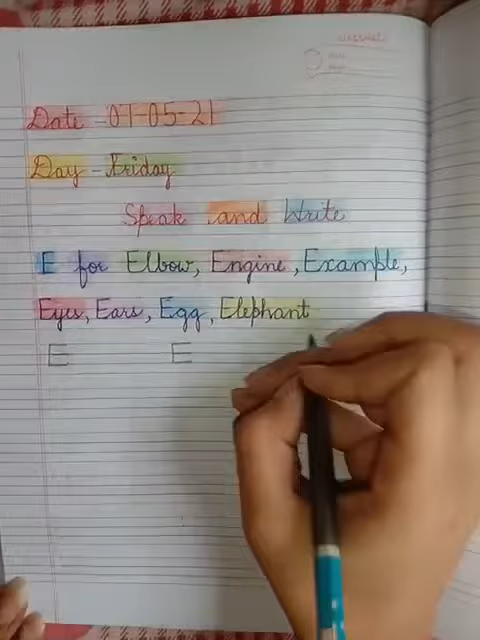 Date - 07-05-21
Day - Friday
Speak and Write
E for Elbow, Engine, Example,
Eyes, Ears, Egg, Elephant
E E